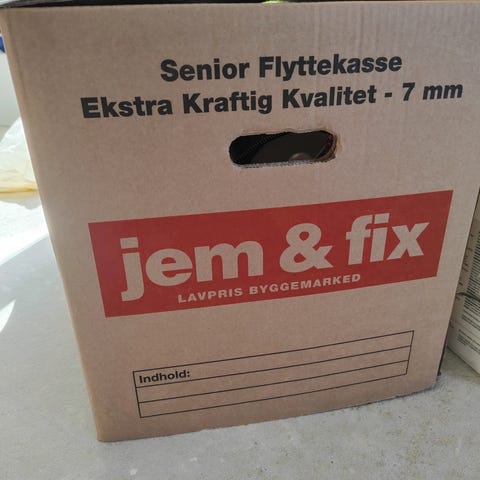 Senior Flyttekasse
Ekstra Kraftig Kvalitet - 7 mm
jem & fix
LAVPRIS BYGGEMARKED
Indhold: